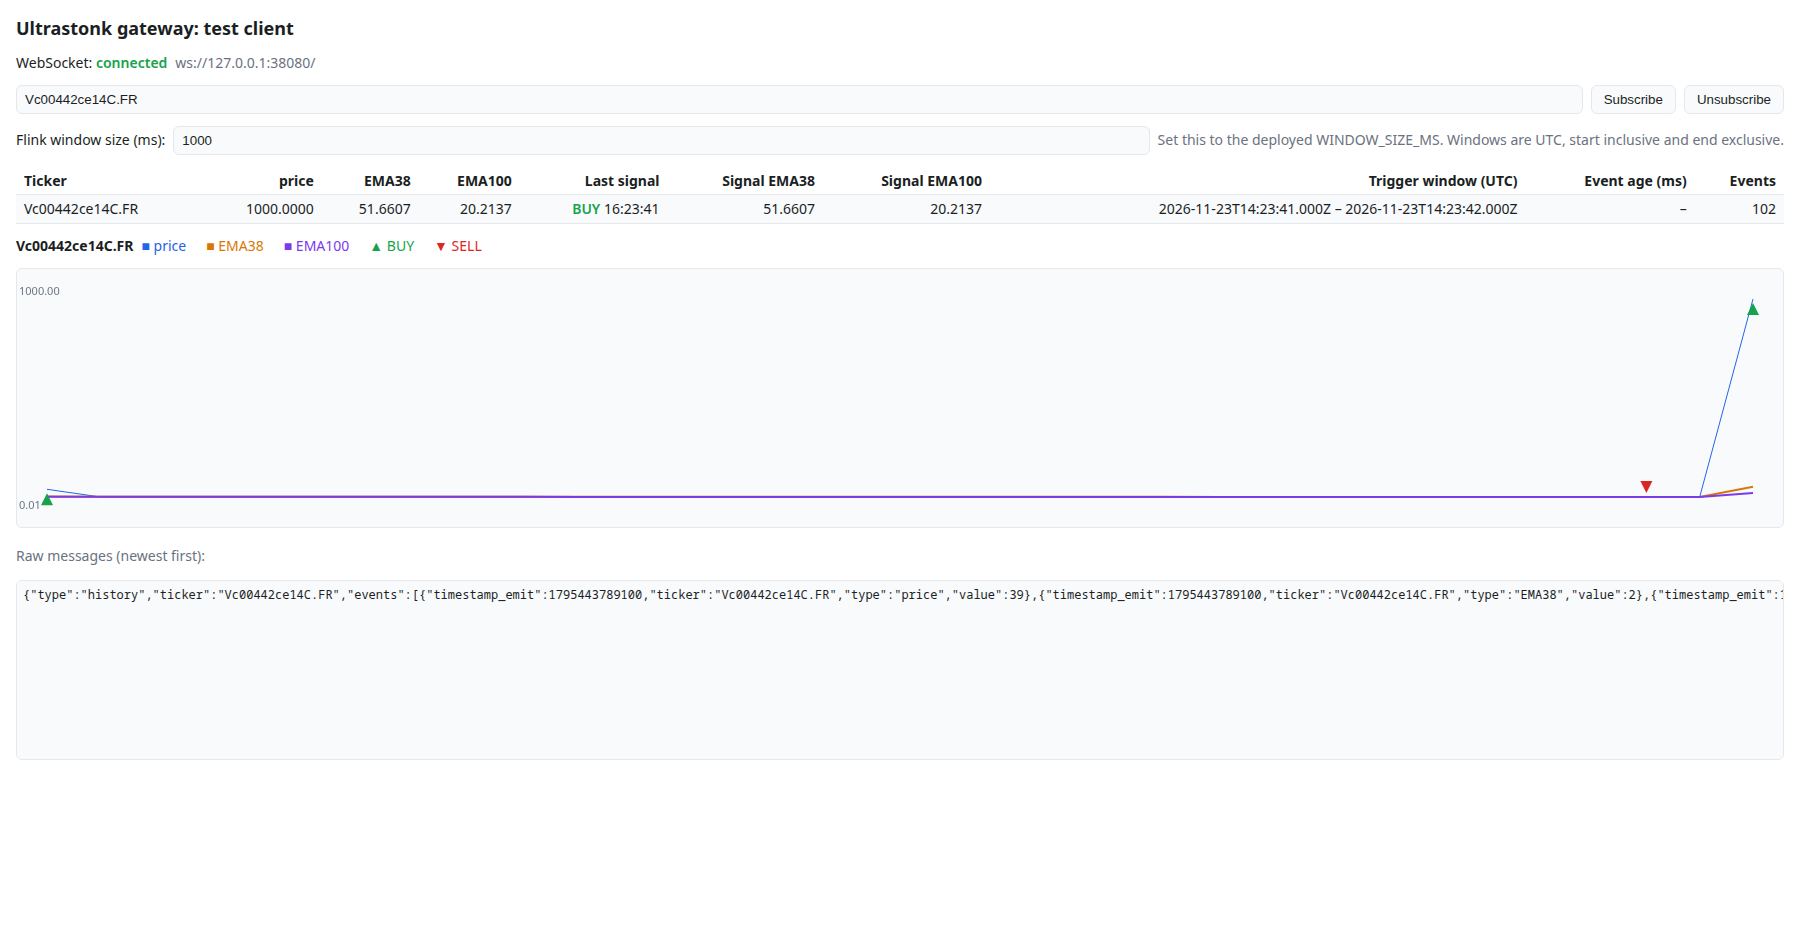 Ultrastonk gateway: test client
WebSocket: connected ws://127.0.0.1:38080/
Vc00442ce14C.FR Subscribe Unsubscribe
Flink window size (ms): 1000 Set this to the deployed WINDOW_SIZE_MS. Windows are UTC, start inclusive and end exclusive.
Ticker price EMA38 EMA100 Last signal Signal EMA38 Signal EMA100 Trigger window (UTC) Event age (ms) Events
Vc00442ce14C.FR 1000.0000 51.6607 20.2137 BUY 16:23:41 51.6607 20.2137 2026-11-23T14:23:41.000Z – 2026-11-23T14:23:42.000Z – 102
Vc00442ce14C.FR ■ price ■ EMA38 ■ EMA100 ▲ BUY ▼ SELL
1000.00
0.01
Raw messages (newest first):
{"type":"history","ticker":"Vc00442ce14C.FR","events":[{"timestamp_emit":1795443789100,"ticker":"Vc00442ce14C.FR","type":"price","value":39},{"timestamp_emit":1795443789100,"ticker":"Vc00442ce14C.FR","type":"EMA38","value":2},{"timestamp_emit":1